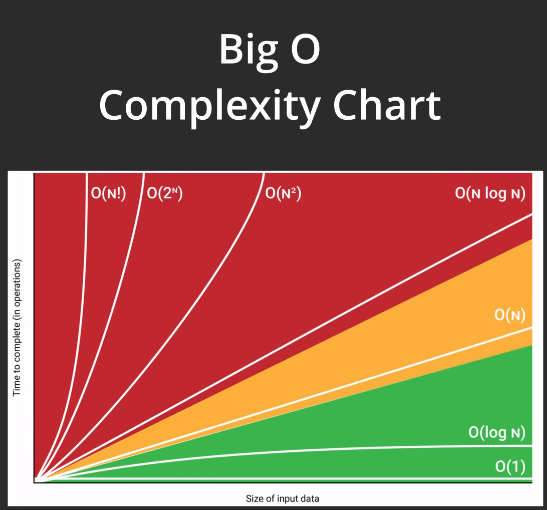 Big O
Complexity Chart
O(N!) O(2ᴺ) O(N²) O(N log N)
O(N)
O(log N)
O(1)
Time to complete (in operations)
Size of input data